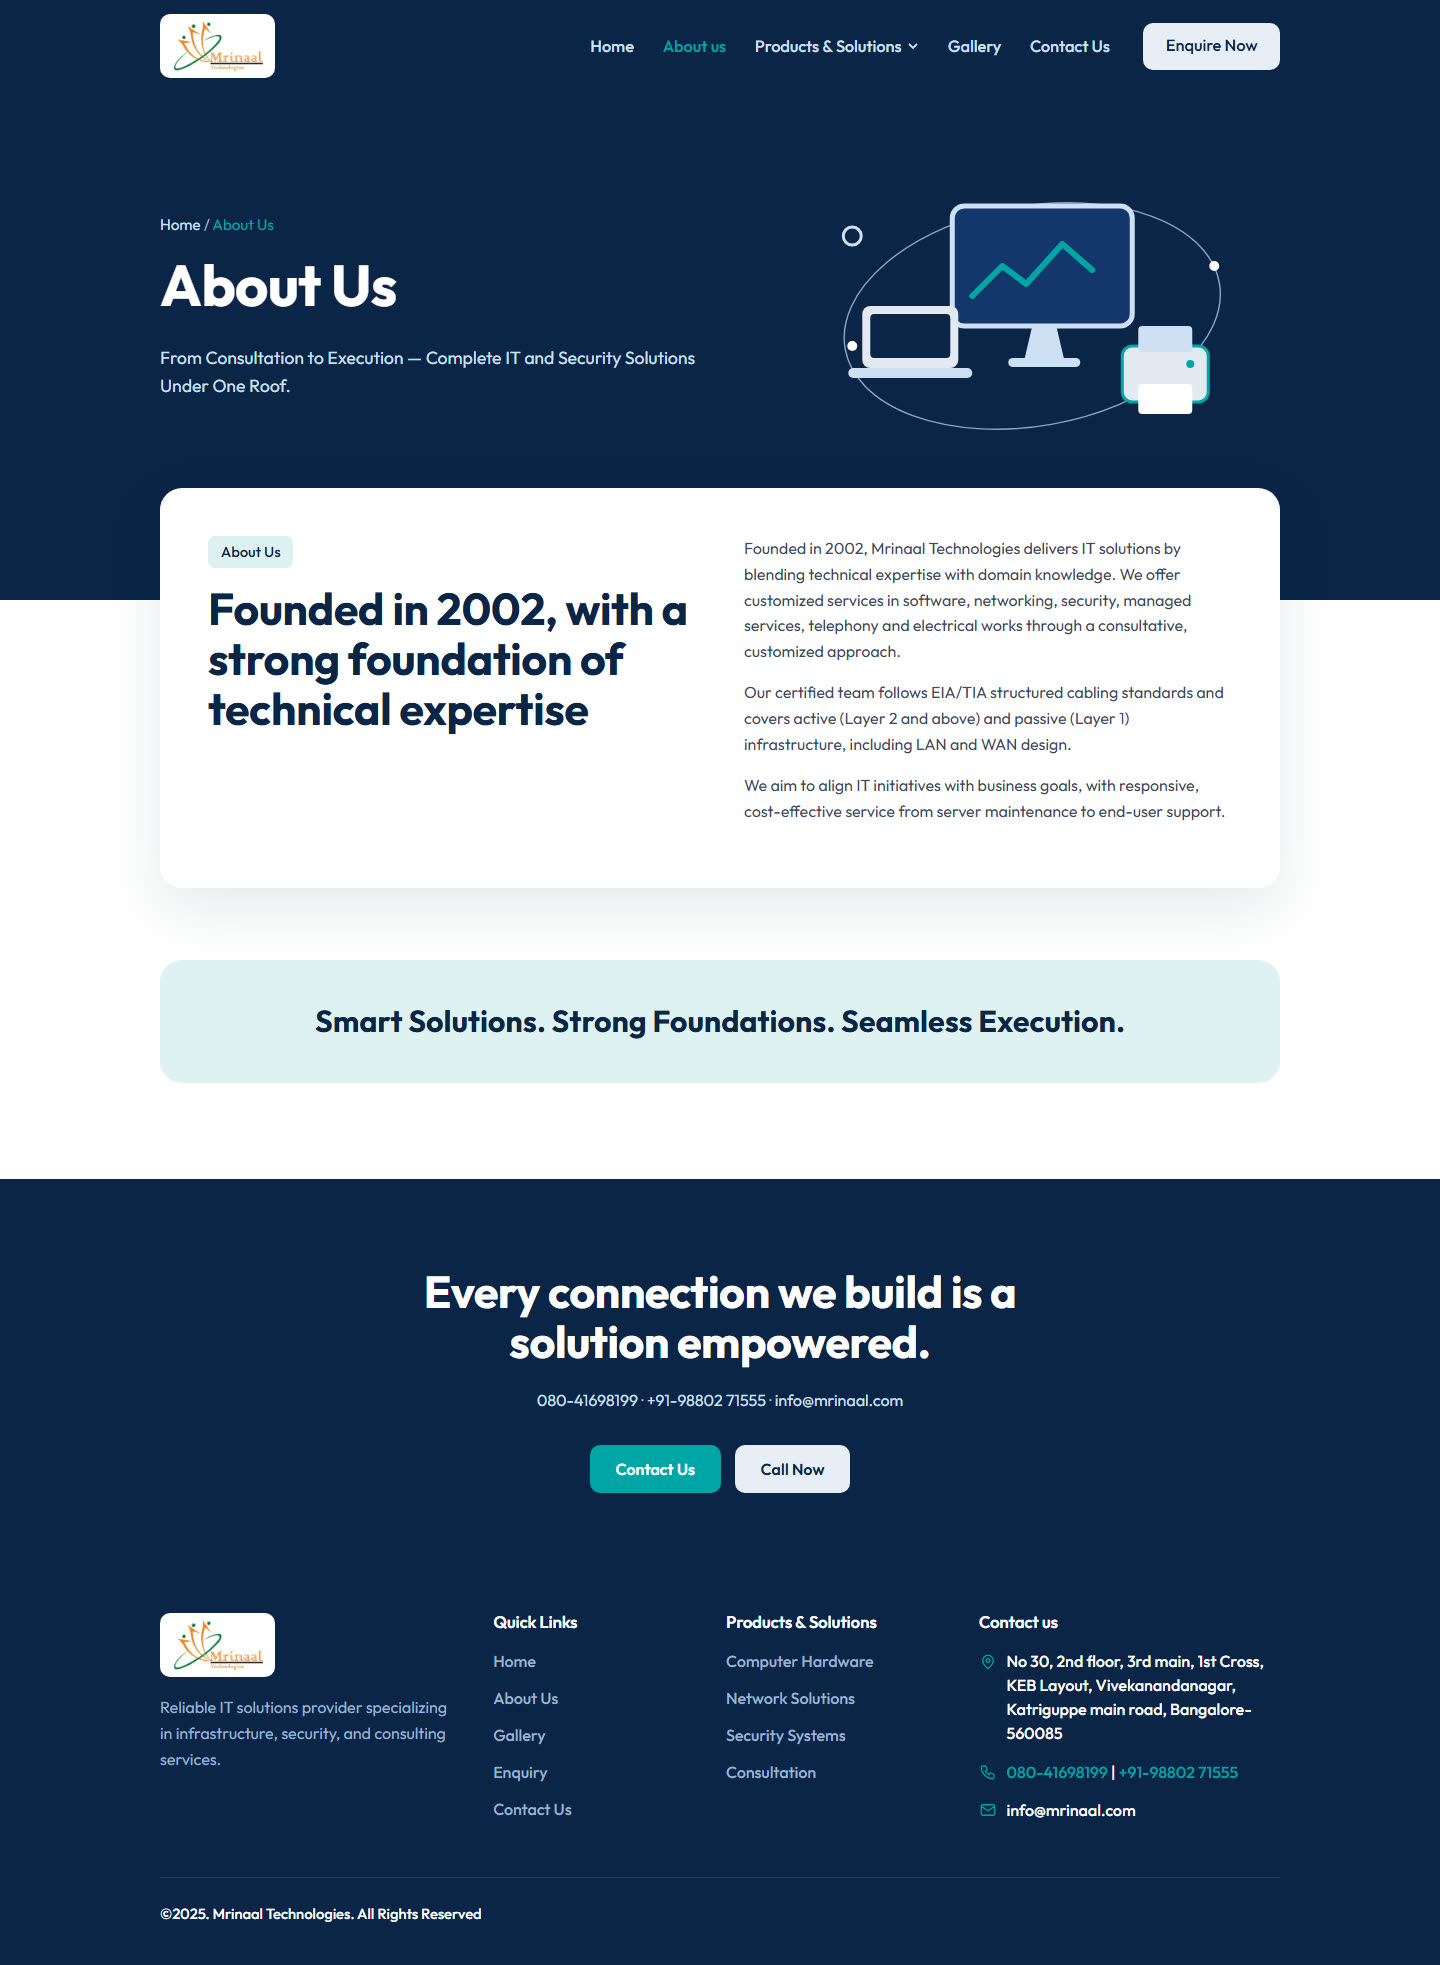 Mrinaal
Technologies
Home
About us
Products & Solutions
Gallery
Contact Us
Enquire Now
Home / About Us
About Us
From Consultation to Execution — Complete IT and Security Solutions
Under One Roof.
About Us
Founded in 2002, with a
strong foundation of
technical expertise
Founded in 2002, Mrinaal Technologies delivers IT solutions by
blending technical expertise with domain knowledge. We offer
customized services in software, networking, security, managed
services, telephony and electrical works through a consultative,
customized approach.
Our certified team follows EIA/TIA structured cabling standards and
covers active (Layer 2 and above) and passive (Layer 1)
infrastructure, including LAN and WAN design.
We aim to align IT initiatives with business goals, with responsive,
cost-effective service from server maintenance to end-user support.
Smart Solutions. Strong Foundations. Seamless Execution.
Every connection we build is a
solution empowered.
080-41698199 · +91-98802 71555 · info@mrinaal.com
Contact Us
Call Now
Mrinaal
Technologies
Reliable IT solutions provider specializing
in infrastructure, security, and consulting
services.
Quick Links
Home
About Us
Gallery
Enquiry
Contact Us
Products & Solutions
Computer Hardware
Network Solutions
Security Systems
Consultation
Contact us
No 30, 2nd floor, 3rd main, 1st Cross,
KEB Layout, Vivekanandanagar,
Katriguppe main road, Bangalore-
560085
080-41698199 | +91-98802 71555
info@mrinaal.com
©2025. Mrinaal Technologies. All Rights Reserved